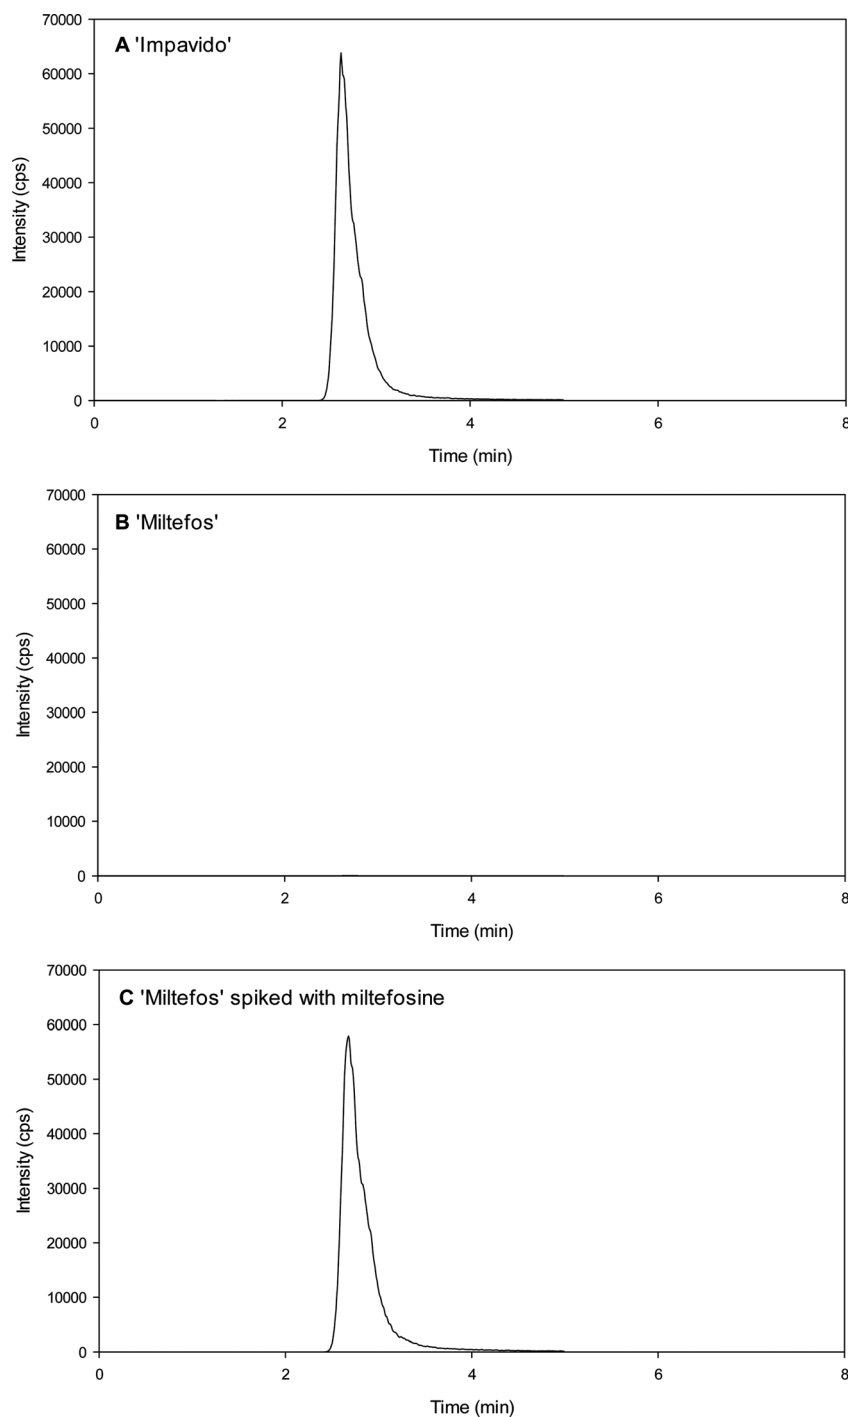 70000
A 'Impavido'
60000
50000
40000
30000
20000
10000
0
Intensity (cps)
0 2 4 6 8
Time (min)
70000
B 'Miltefos'
60000
50000
40000
30000
20000
10000
0
Intensity (cps)
0 2 4 6 8
Time (min)
70000
C 'Miltefos' spiked with miltefosine
60000
50000
40000
30000
20000
10000
0
Intensity (cps)
0 2 4 6 8
Time (min)